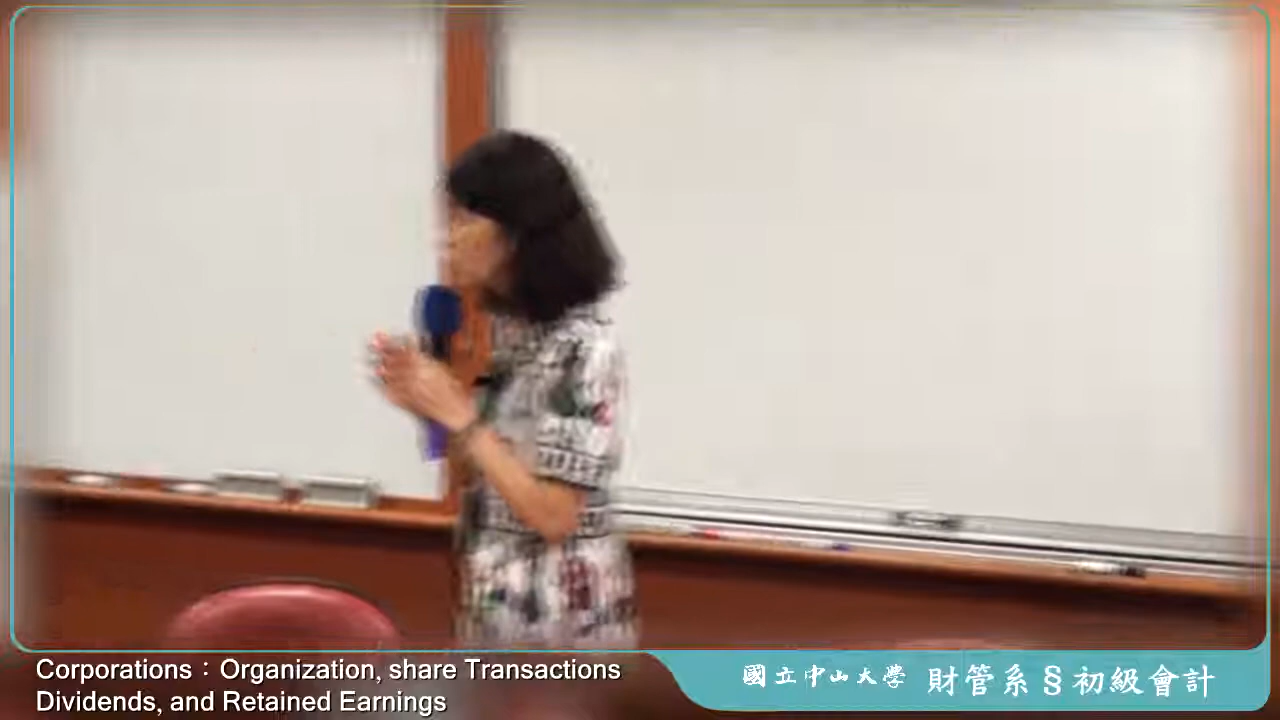 Corporations：Organization, share Transactions
Dividends, and Retained Earnings
國立中山大學 財管系§初級會計